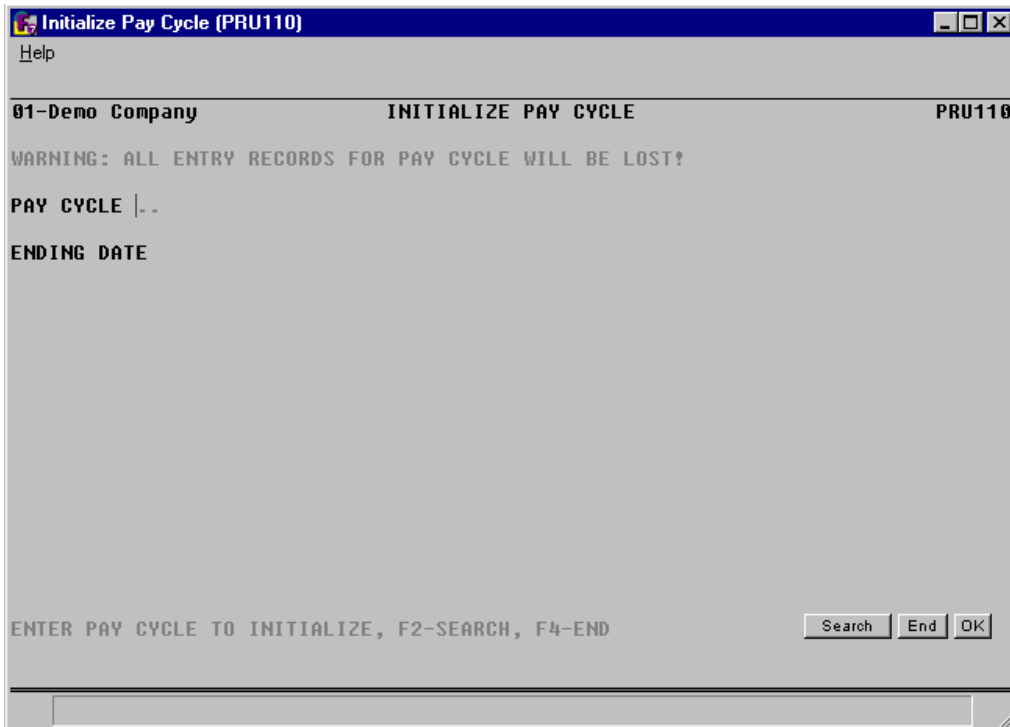 Initialize Pay Cycle (PRU110)
Help
01-Demo Company INITIALIZE PAY CYCLE PRU110
WARNING: ALL ENTRY RECORDS FOR PAY CYCLE WILL BE LOST!
PAY CYCLE ..
ENDING DATE
ENTER PAY CYCLE TO INITIALIZE, F2-SEARCH, F4-END Search End OK